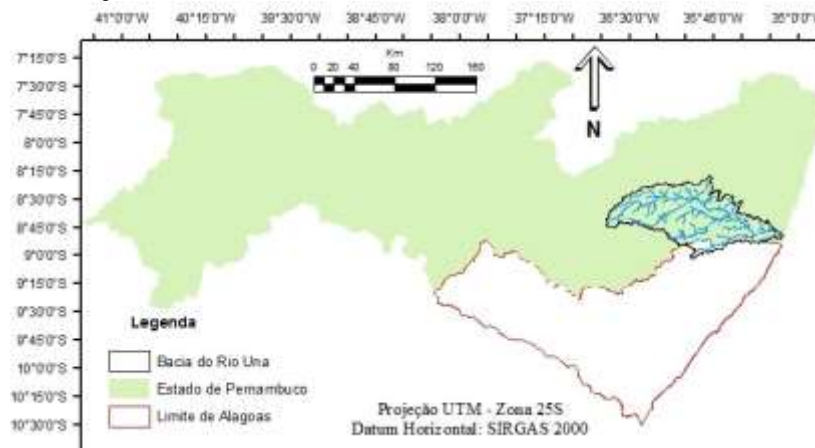 41°0'0"W 40°15'0"W 39°30'0"W 38°45'0"W 38°0'0"W 37°15'0"W 36°30'0"W 35°45'0"W 35°0'0"W
Km
0 20 40 80 120 160
N
7°15'0"S
7°30'0"S
7°45'0"S
8°0'0"S
8°15'0"S
8°30'0"S
8°45'0"S
9°0'0"S
9°15'0"S
9°30'0"S
9°45'0"S
10°0'0"S
10°15'0"S
10°30'0"S
Legenda
Bacia do Rio Una
Estado de Pernambuco
Limite de Alagoas
Projeção UTM - Zona 25S
Datum Horizontal: SIRGAS 2000